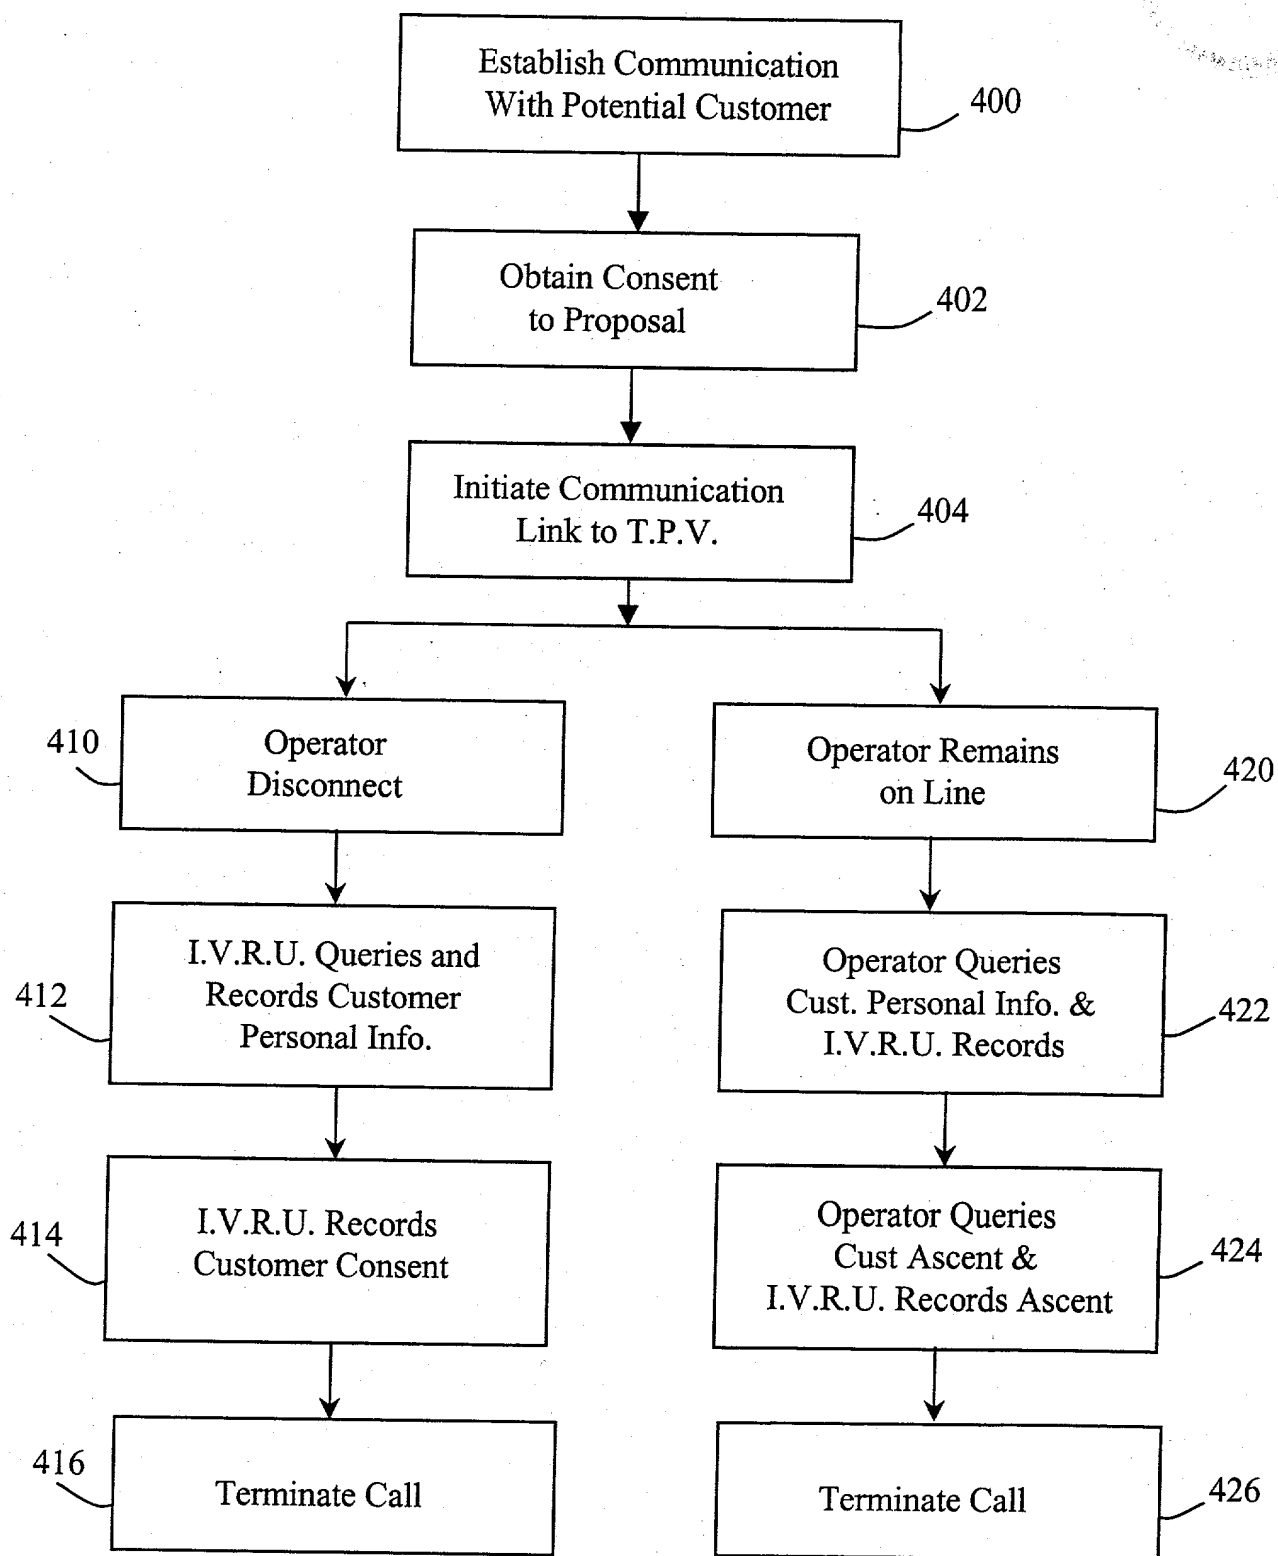 Establish Communication
With Potential Customer
400
Obtain Consent
to Proposal
402
Initiate Communication
Link to T.P.V.
404
410
Operator
Disconnect
Operator Remains
on Line
420
412
I.V.R.U. Queries and
Records Customer
Personal Info.
Operator Queries
Cust. Personal Info. &
I.V.R.U. Records
422
414
I.V.R.U. Records
Customer Consent
Operator Queries
Cust Ascent &
I.V.R.U. Records Ascent
424
416
Terminate Call
Terminate Call
426